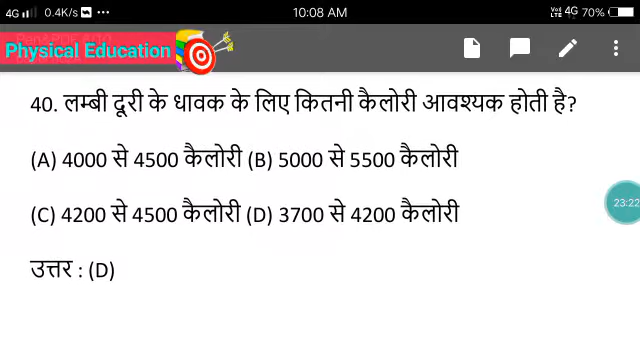 4G 0.4K/s 10:08 AM 4G 70%
Physical Education
40. लम्बी दूरी के धावक के लिए कितनी कैलोरी आवश्यक होती है?
(A) 4000 से 4500 कैलोरी (B) 5000 से 5500 कैलोरी
(C) 4200 से 4500 कैलोरी (D) 3700 से 4200 कैलोरी
23:22
उत्तर : (D)